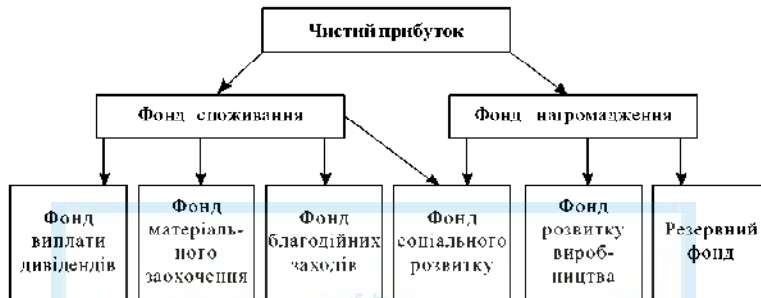 Чистий прибуток
Фонд споживання
Фонд нагромадження
Фонд
виплати
дивідендів
Фонд
матеріаль-
ного
заохочення
Фонд
благодійних
заходів
Фонд
соціального
розвитку
Фонд
розвитку
вироб-
ництва
Резервний
фонд